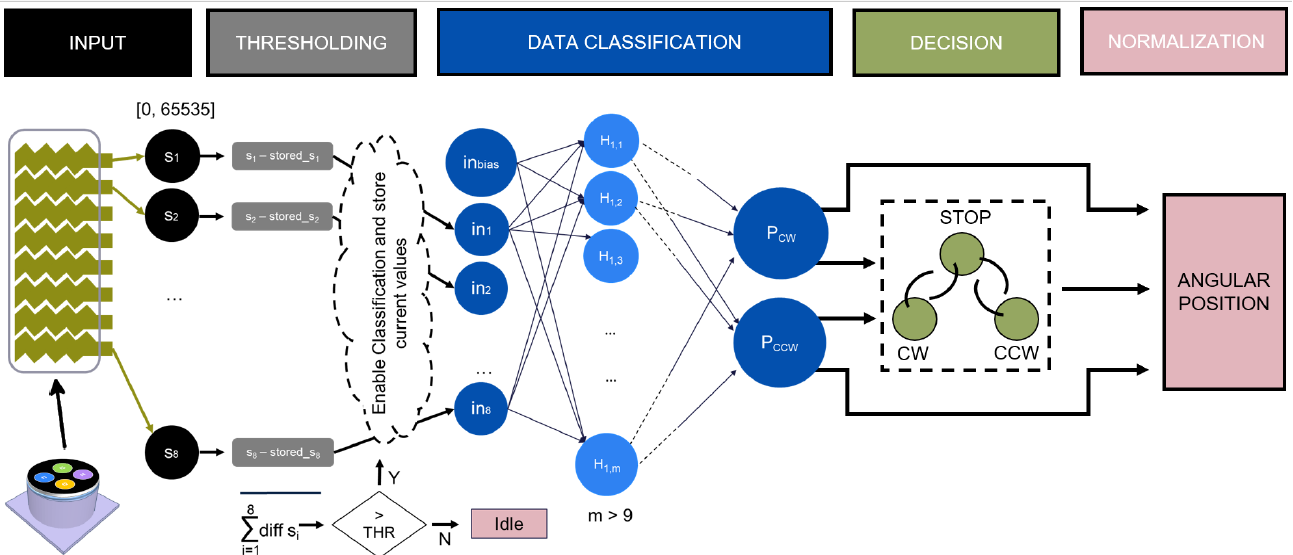 INPUT
THRESHOLDING
DATA CLASSIFICATION
DECISION
NORMALIZATION
[0, 65535]
S1
S2
...
S8
s1 – stored_s1
s2 – stored_s2
s8 – stored_s8
Enable Classification and store
current values
inbias
in1
in2
...
in8
H1,1
H1,2
H1,3
...
...
H1,m
m > 9
PCW
PCCW
STOP
CW
CCW
ANGULAR
POSITION
8
∑ diff si
i=1
>
THR
Y
N
Idle